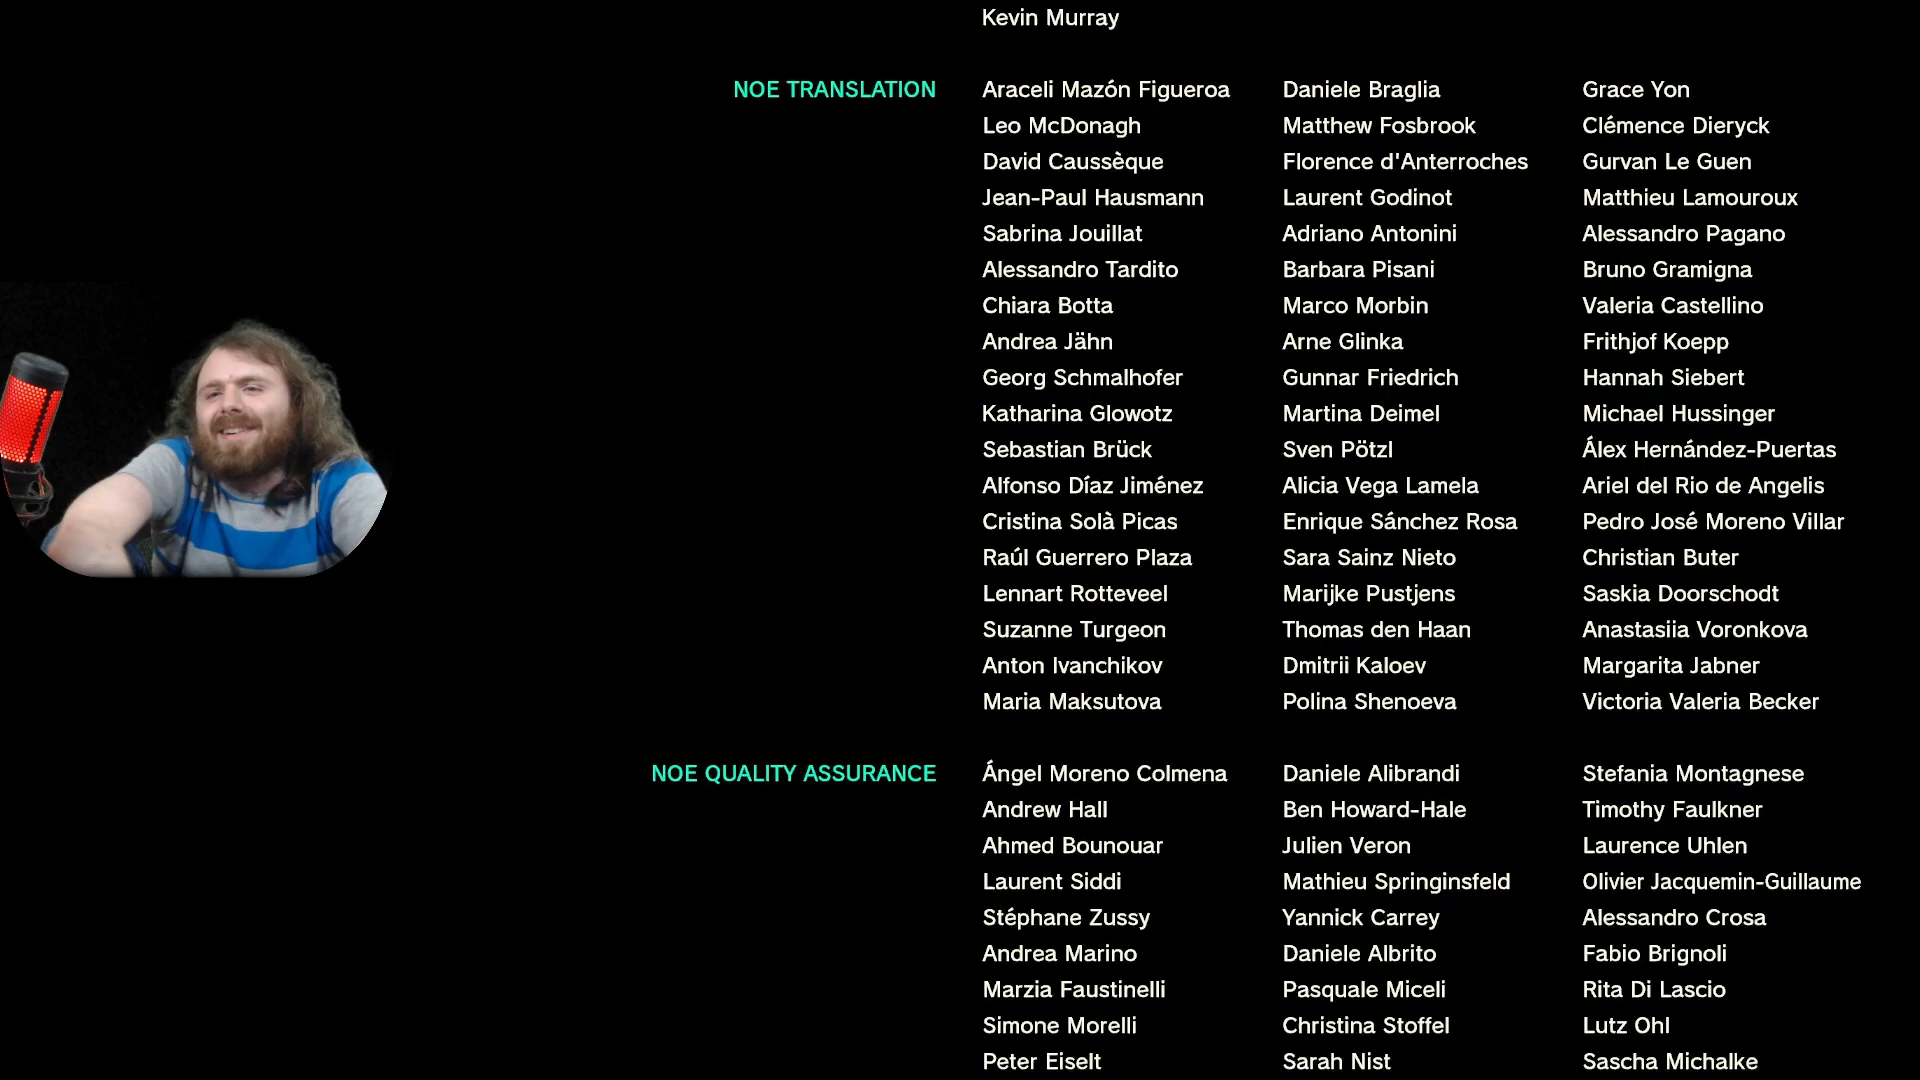 Kevin Murray
NOE TRANSLATION Araceli Mazón Figueroa Daniele Braglia Grace Yon
Leo McDonagh Matthew Fosbrook Clémence Dieryck
David Caussèque Florence d'Anterroches Gurvan Le Guen
Jean-Paul Hausmann Laurent Godinot Matthieu Lamouroux
Sabrina Jouillat Adriano Antonini Alessandro Pagano
Alessandro Tardito Barbara Pisani Bruno Gramigna
Chiara Botta Marco Morbin Valeria Castellino
Andrea Jähn Arne Glinka Frithjof Koepp
Georg Schmalhofer Gunnar Friedrich Hannah Siebert
Katharina Glowotz Martina Deimel Michael Hussinger
Sebastian Brück Sven Pötzl Álex Hernández-Puertas
Alfonso Díaz Jiménez Alicia Vega Lamela Ariel del Rio de Angelis
Cristina Solà Picas Enrique Sánchez Rosa Pedro José Moreno Villar
Raúl Guerrero Plaza Sara Sainz Nieto Christian Buter
Lennart Rotteveel Marijke Pustjens Saskia Doorschodt
Suzanne Turgeon Thomas den Haan Anastasiia Voronkova
Anton Ivanchikov Dmitrii Kaloev Margarita Jabner
Maria Maksutova Polina Shenoeva Victoria Valeria Becker
NOE QUALITY ASSURANCE Ángel Moreno Colmena Daniele Alibrandi Stefania Montagnese
Andrew Hall Ben Howard-Hale Timothy Faulkner
Ahmed Bounouar Julien Veron Laurence Uhlen
Laurent Siddi Mathieu Springinsfeld Olivier Jacquemin-Guillaume
Stéphane Zussy Yannick Carrey Alessandro Crosa
Andrea Marino Daniele Albrito Fabio Brignoli
Marzia Faustinelli Pasquale Miceli Rita Di Lascio
Simone Morelli Christina Stoffel Lutz Ohl
Peter Eiselt Sarah Nist Sascha Michalke